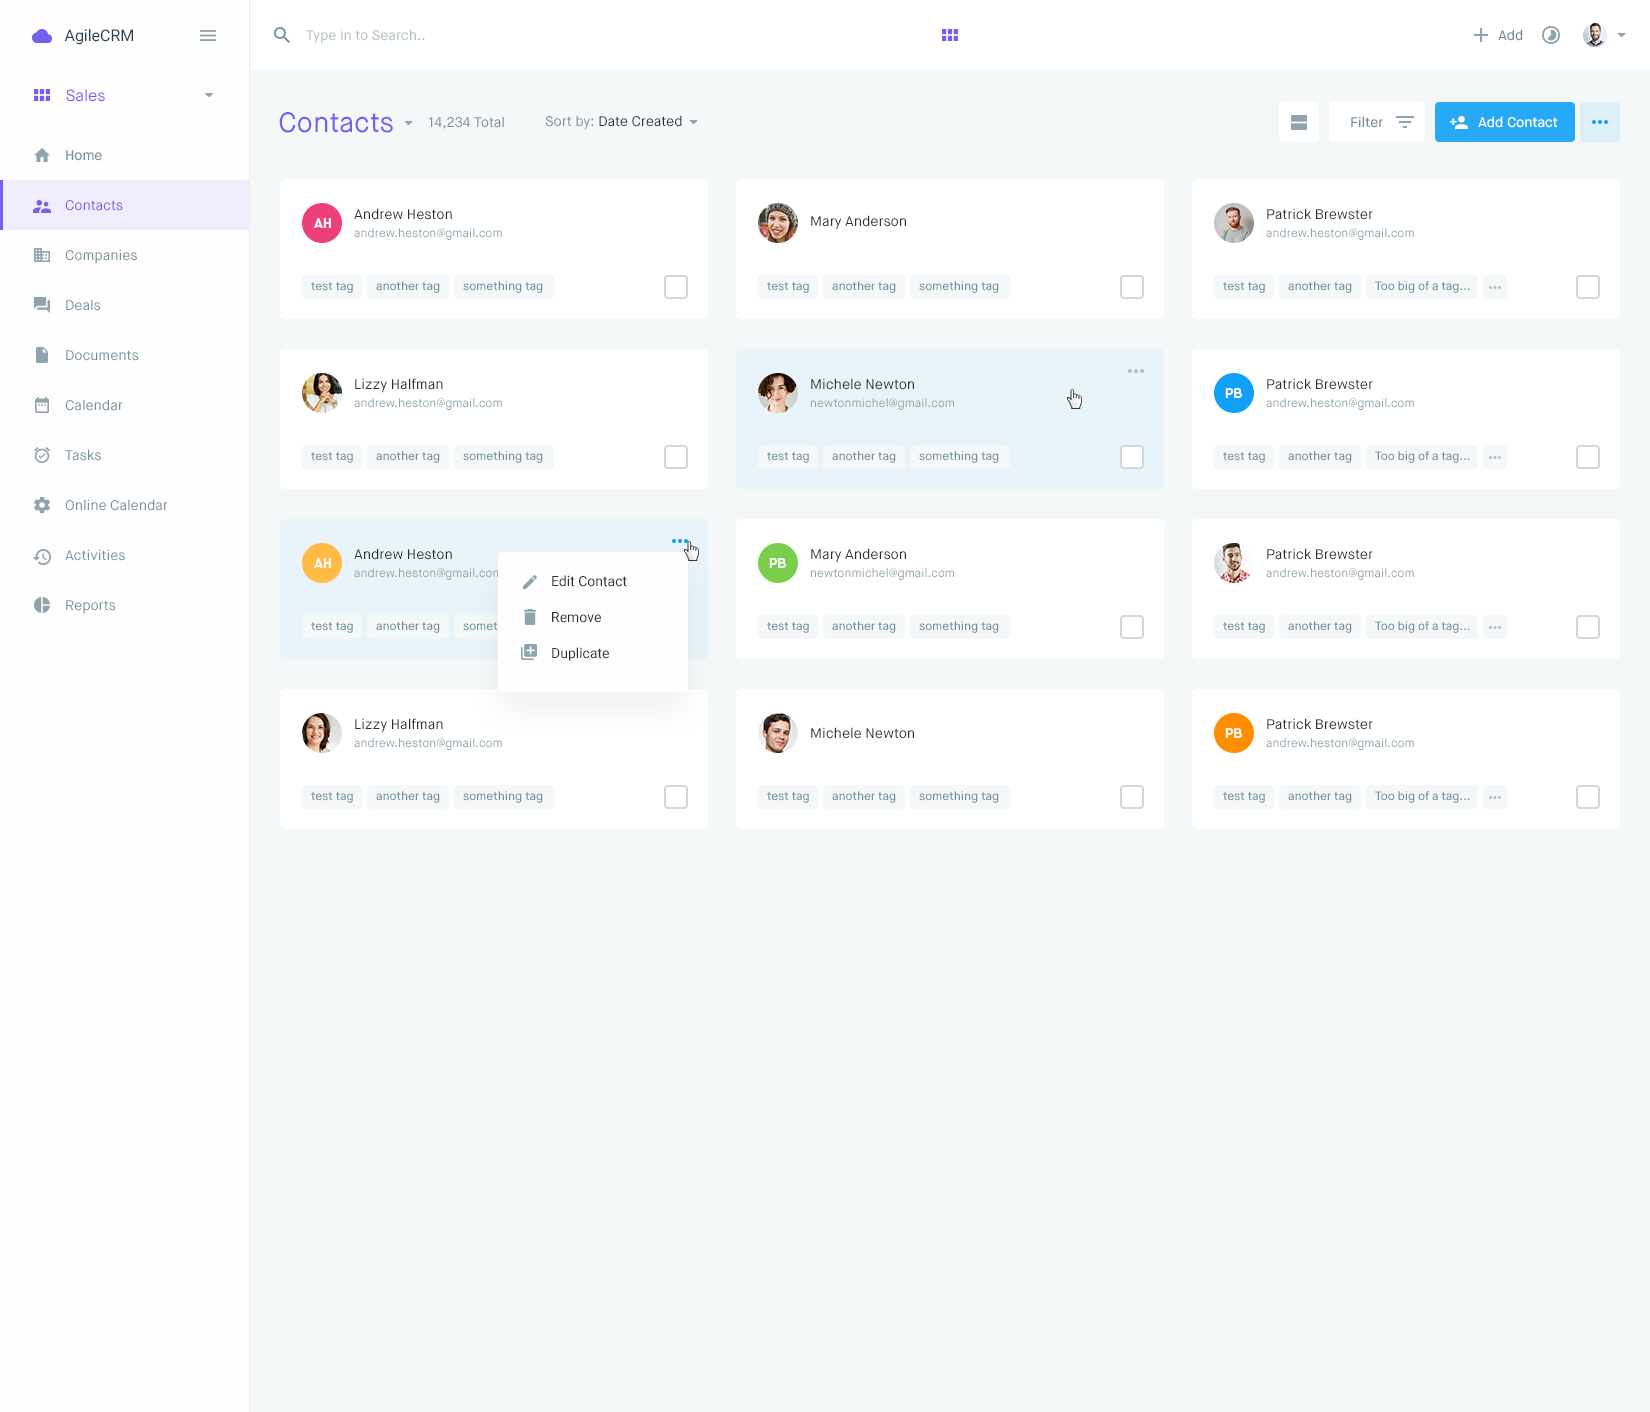 AgileCRM
Type in to Search..
Add
Sales
Home
Contacts
Companies
Deals
Documents
Calendar
Tasks
Online Calendar
Activities
Reports
Contacts
14,234 Total
Sort by: Date Created
Filter
Add Contact
AH
Andrew Heston
andrew.heston@gmail.com
test tag
another tag
something tag
Mary Anderson
test tag
another tag
something tag
Patrick Brewster
andrew.heston@gmail.com
test tag
another tag
Too big of a tag...
Lizzy Halfman
andrew.heston@gmail.com
test tag
another tag
something tag
Michele Newton
newtonmichel@gmail.com
test tag
another tag
something tag
PB
Patrick Brewster
andrew.heston@gmail.com
test tag
another tag
Too big of a tag...
AH
Andrew Heston
andrew.heston@gmail.con
test tag
another tag
somet
Edit Contact
Remove
Duplicate
PB
Mary Anderson
newtonmichel@gmail.com
test tag
another tag
something tag
Patrick Brewster
andrew.heston@gmail.com
test tag
another tag
Too big of a tag...
Lizzy Halfman
andrew.heston@gmail.com
test tag
another tag
something tag
Michele Newton
test tag
another tag
something tag
PB
Patrick Brewster
andrew.heston@gmail.com
test tag
another tag
Too big of a tag...